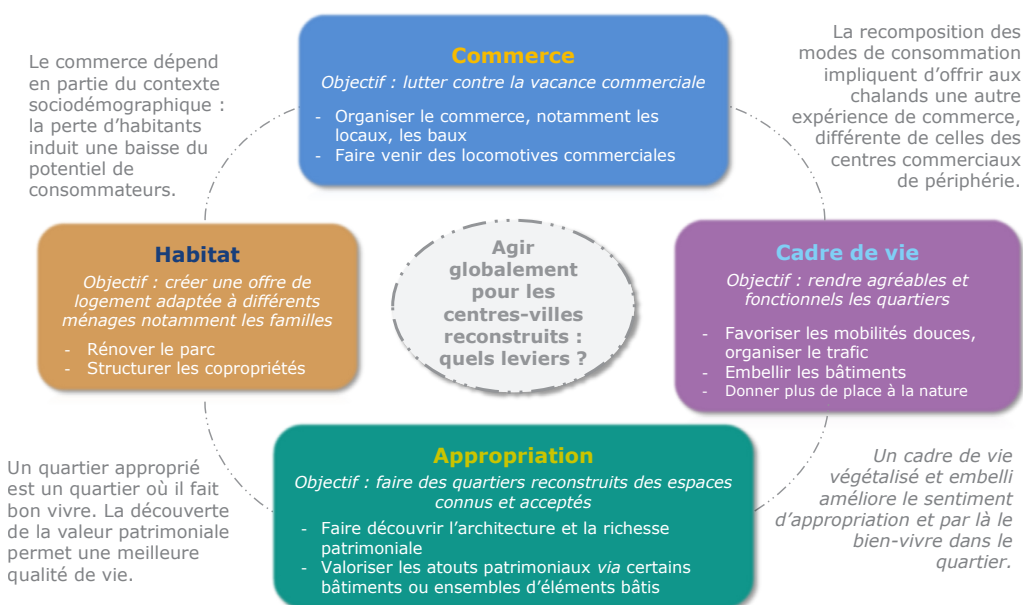 Le commerce dépend
en partie du contexte
sociodémographique :
la perte d'habitants
induit une baisse du
potentiel de
consommateurs.
Commerce
Objectif : lutter contre la vacance commerciale
- Organiser le commerce, notamment les
locaux, les baux
- Faire venir des locomotives commerciales
La recomposition des
modes de consommation
impliquent d'offrir aux
chalands une autre
expérience de commerce,
différente de celles des
centres commerciaux
de périphérie.
Habitat
Objectif : créer une offre de
logement adaptée à différents
ménages notamment les familles
- Rénover le parc
- Structurer les copropriétés
Agir
globalement
pour les
centres-villes
reconstruits :
quels leviers ?
Cadre de vie
Objectif : rendre agréables et
fonctionnels les quartiers
- Favoriser les mobilités douces,
organiser le trafic
- Embellir les bâtiments
- Donner plus de place à la nature
Un quartier approprié
est un quartier où il fait
bon vivre. La découverte
de la valeur patrimoniale
permet une meilleure
qualité de vie.
Appropriation
Objectif : faire des quartiers reconstruits des espaces
connus et acceptés
- Faire découvrir l'architecture et la richesse
patrimoniale
- Valoriser les atouts patrimoniaux via certains
bâtiments ou ensembles d'éléments bâtis
Un cadre de vie
végétalisé et embelli
améliore le sentiment
d'appropriation et par là le
bien-vivre dans le
quartier.